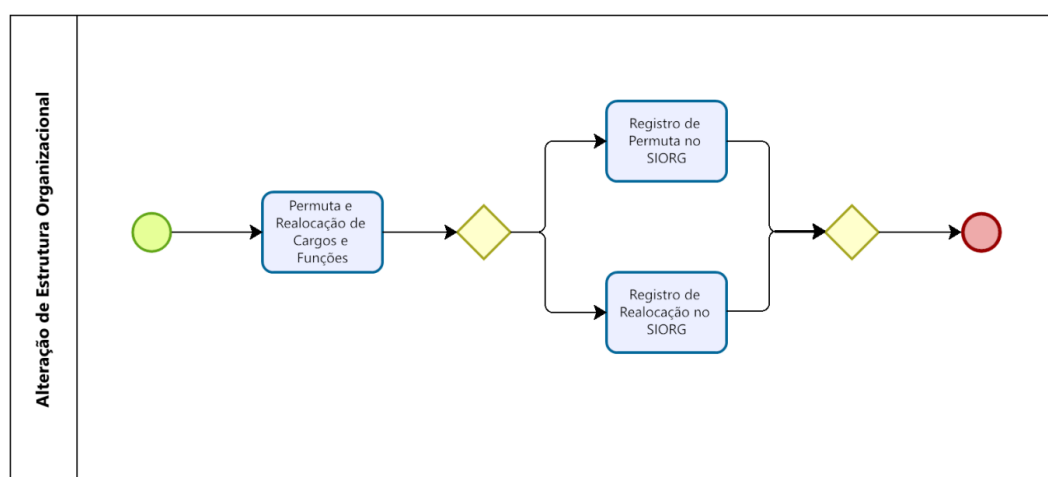 Alteração de Estrutura Organizacional
Permuta e
Realocação de
Cargos e
Funções
Registro de
Permuta no
SIORG
Registro de
Realocação no
SIORG